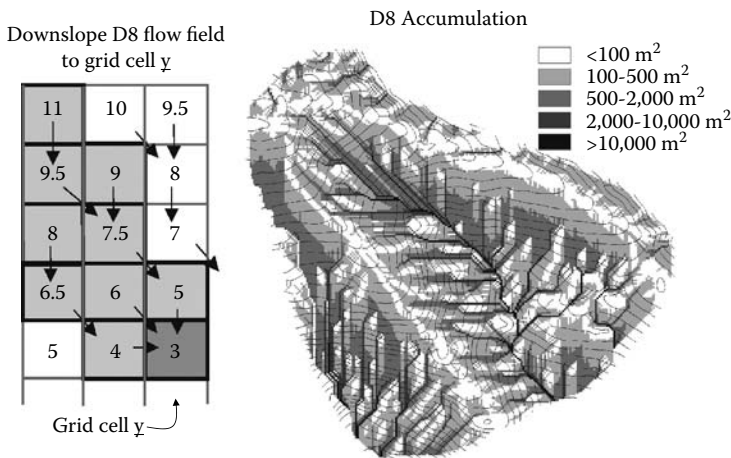 Downslope D8 flow field
to grid cell y
11 10 9.5
9.5 9 8
8 7.5 7
6.5 6 5
5 4 3
Grid cell y
D8 Accumulation
<100 m²
100-500 m²
500-2,000 m²
2,000-10,000 m²
>10,000 m²